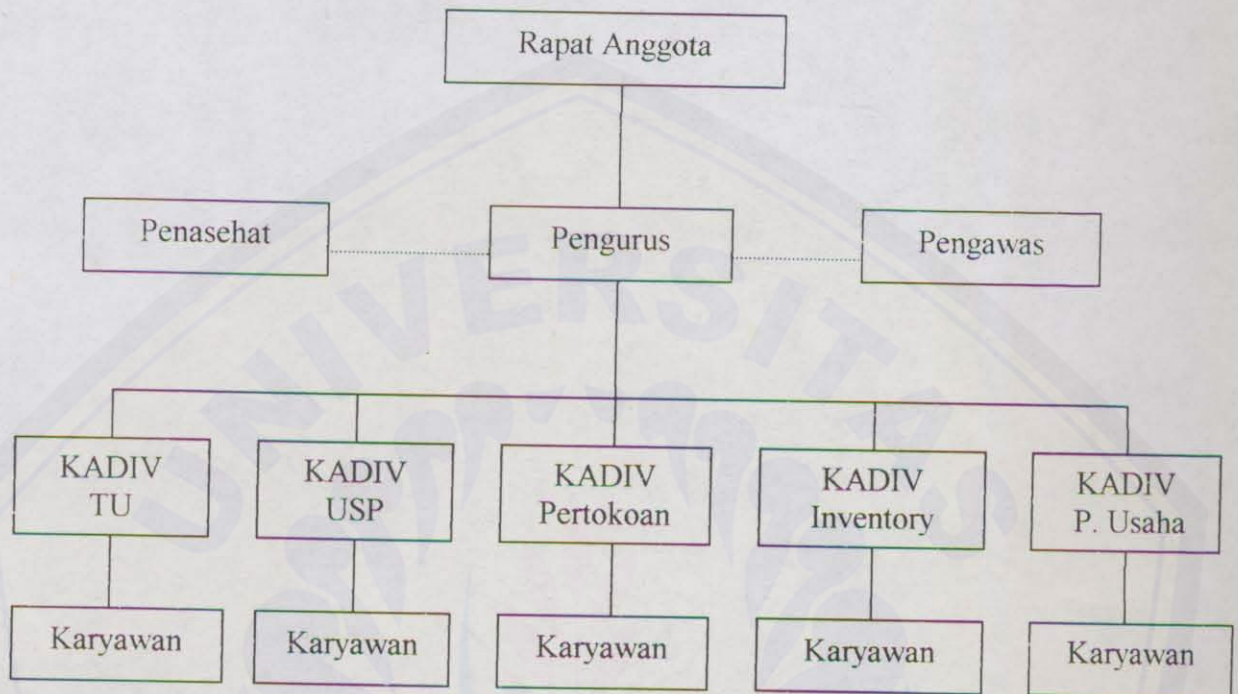 Rapat Anggota
Penasehat
Pengurus
Pengawas
KADIV
TU
KADIV
USP
KADIV
Pertokoan
KADIV
Inventory
KADIV
P. Usaha
Karyawan
Karyawan
Karyawan
Karyawan
Karyawan
UNIVERSITAS